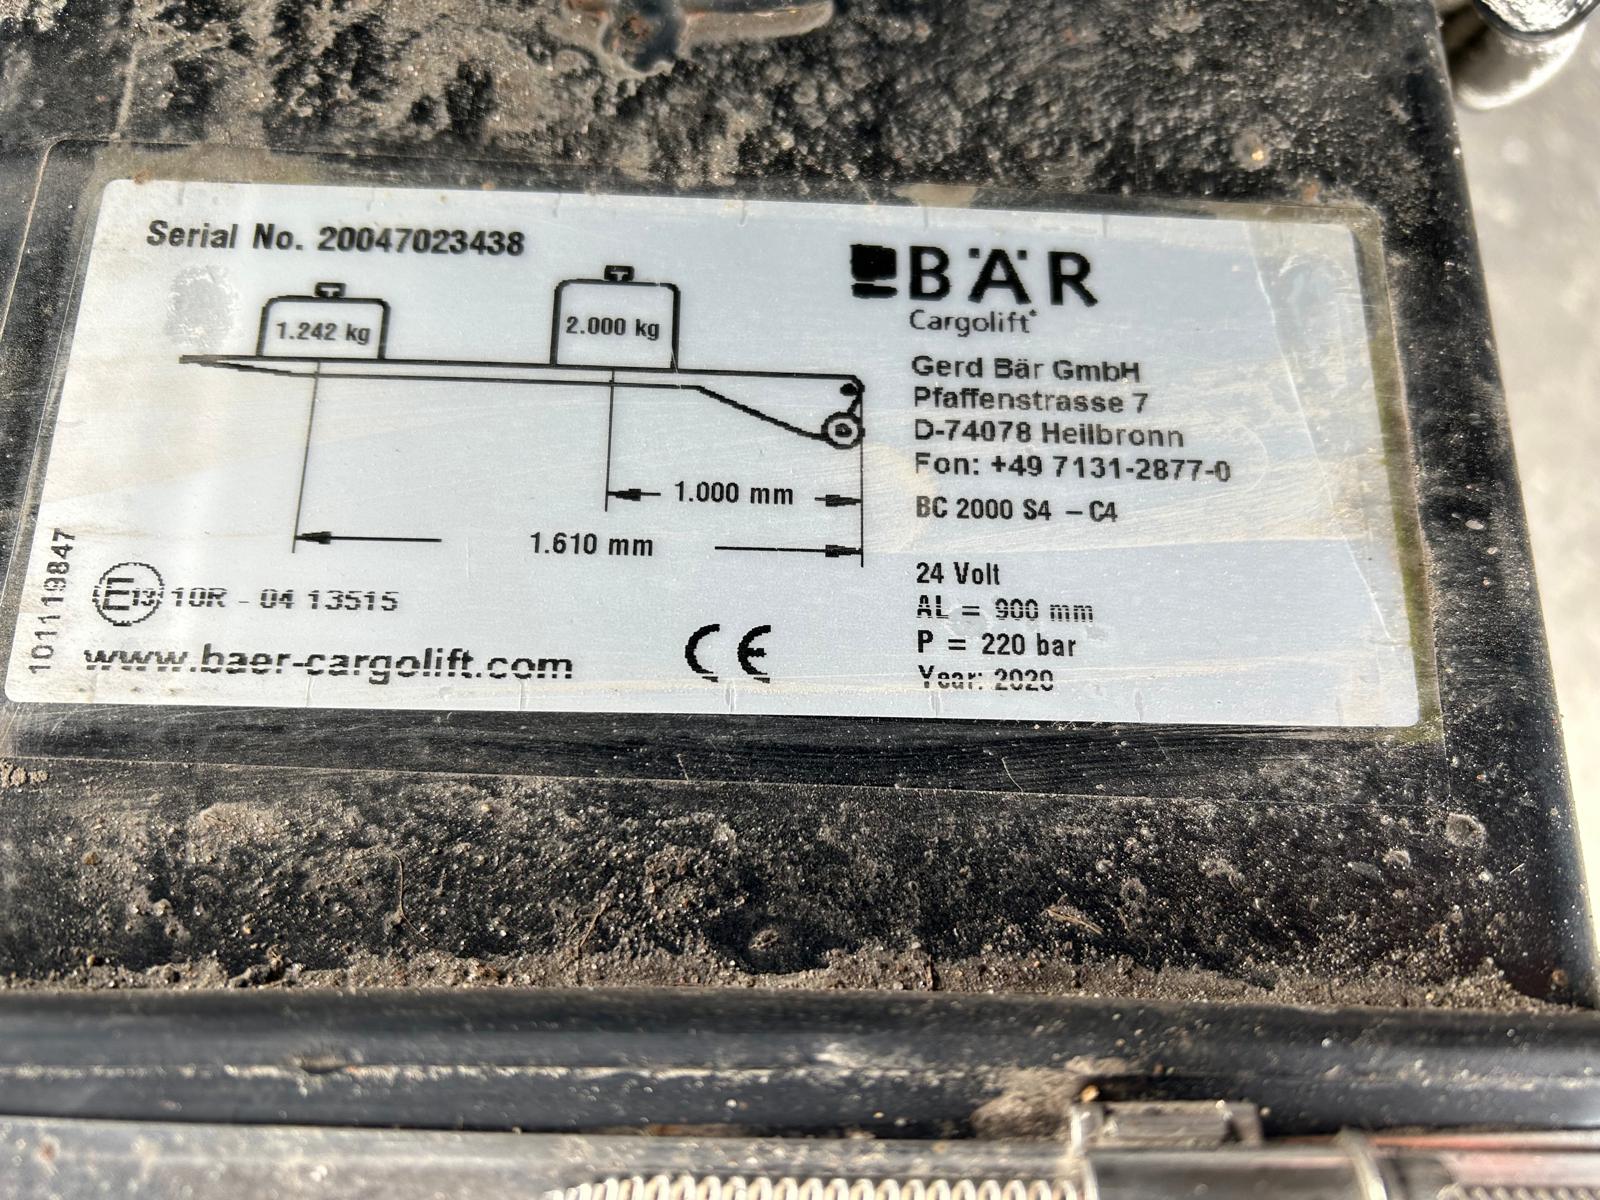 Serial No. 20047023438
1.242 kg
2.000 kg
1.000 mm
1.610 mm
BÄR
Cargolift®
Gerd Bär GmbH
Pfaffenstrasse 7
D-74078 Heilbronn
Fon: +49 7131-2877-0
BC 2000 S4 – C4
24 Volt
AL = 900 mm
P = 220 bar
Year: 2020
101119847
E13 10R - 04 13515
www.baer-cargolift.com
CE